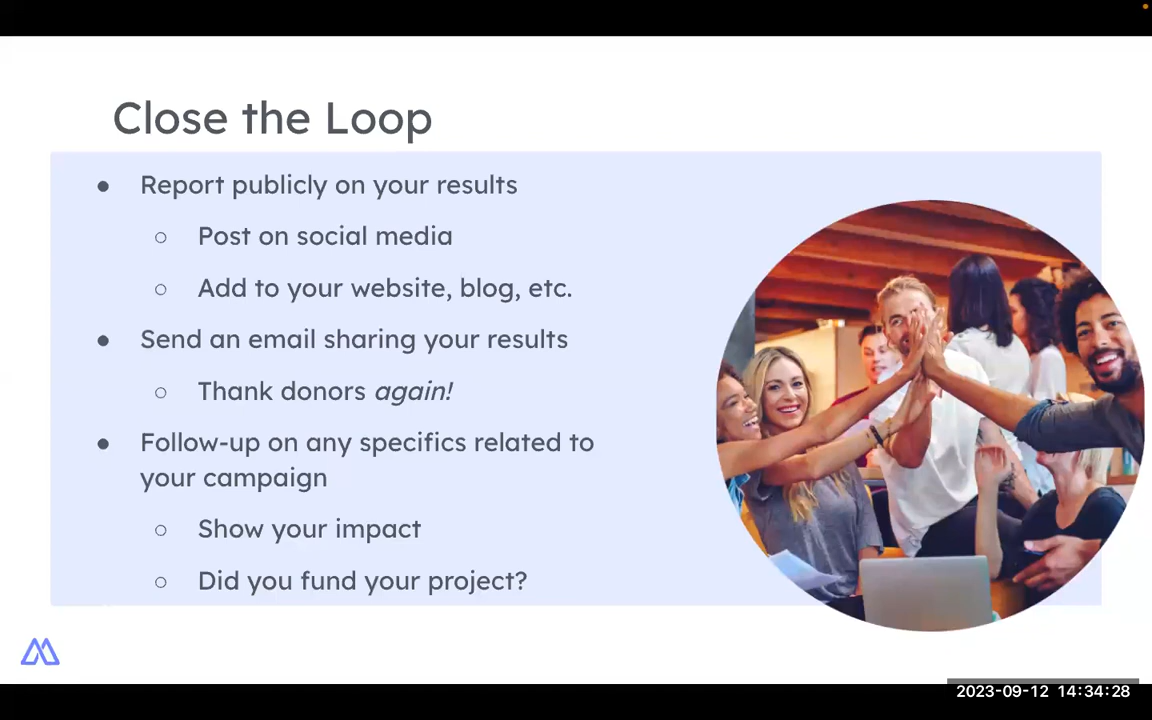 Close the Loop
● Report publicly on your results
○ Post on social media
○ Add to your website, blog, etc.
● Send an email sharing your results
○ Thank donors again!
● Follow-up on any specifics related to
your campaign
○ Show your impact
○ Did you fund your project?
2023-09-12 14:34:28